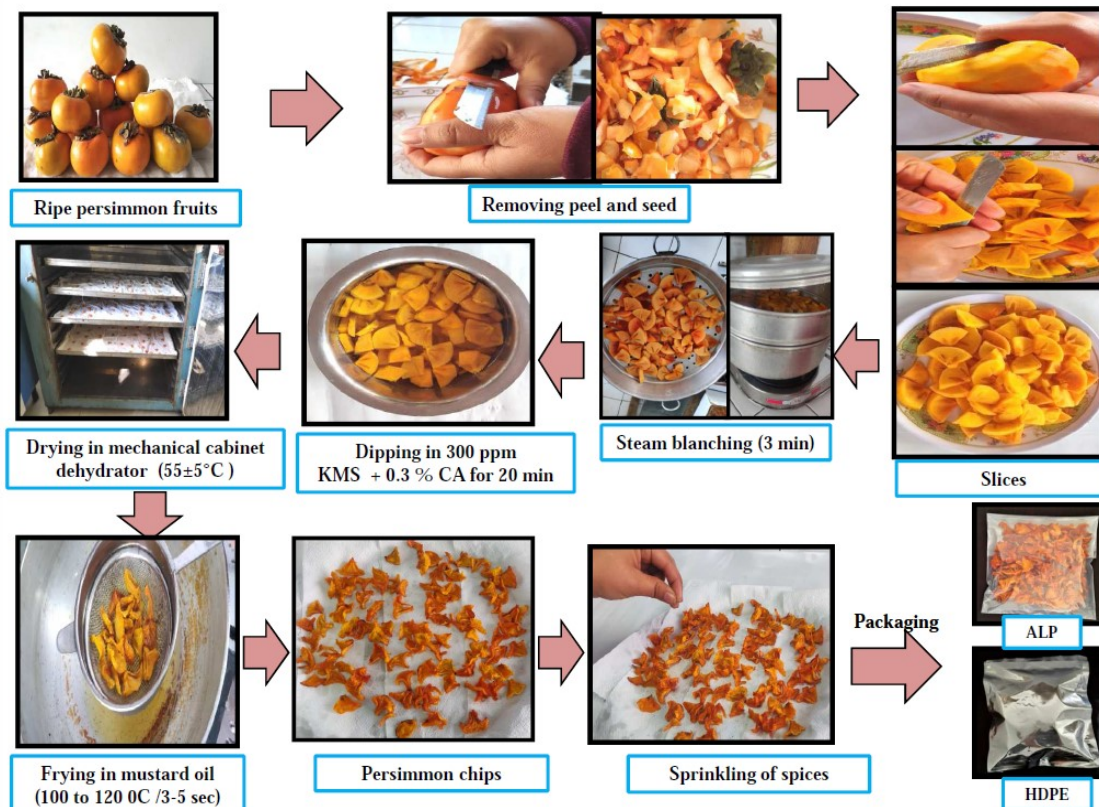 Ripe persimmon fruits
Removing peel and seed
Slices
Steam blanching (3 min)
Dipping in 300 ppm
KMS + 0.3 % CA for 20 min
Drying in mechanical cabinet
dehydrator (55±5°C )
Frying in mustard oil
(100 to 120 0C /3-5 sec)
Persimmon chips
Sprinkling of spices
Packaging
ALP
HDPE